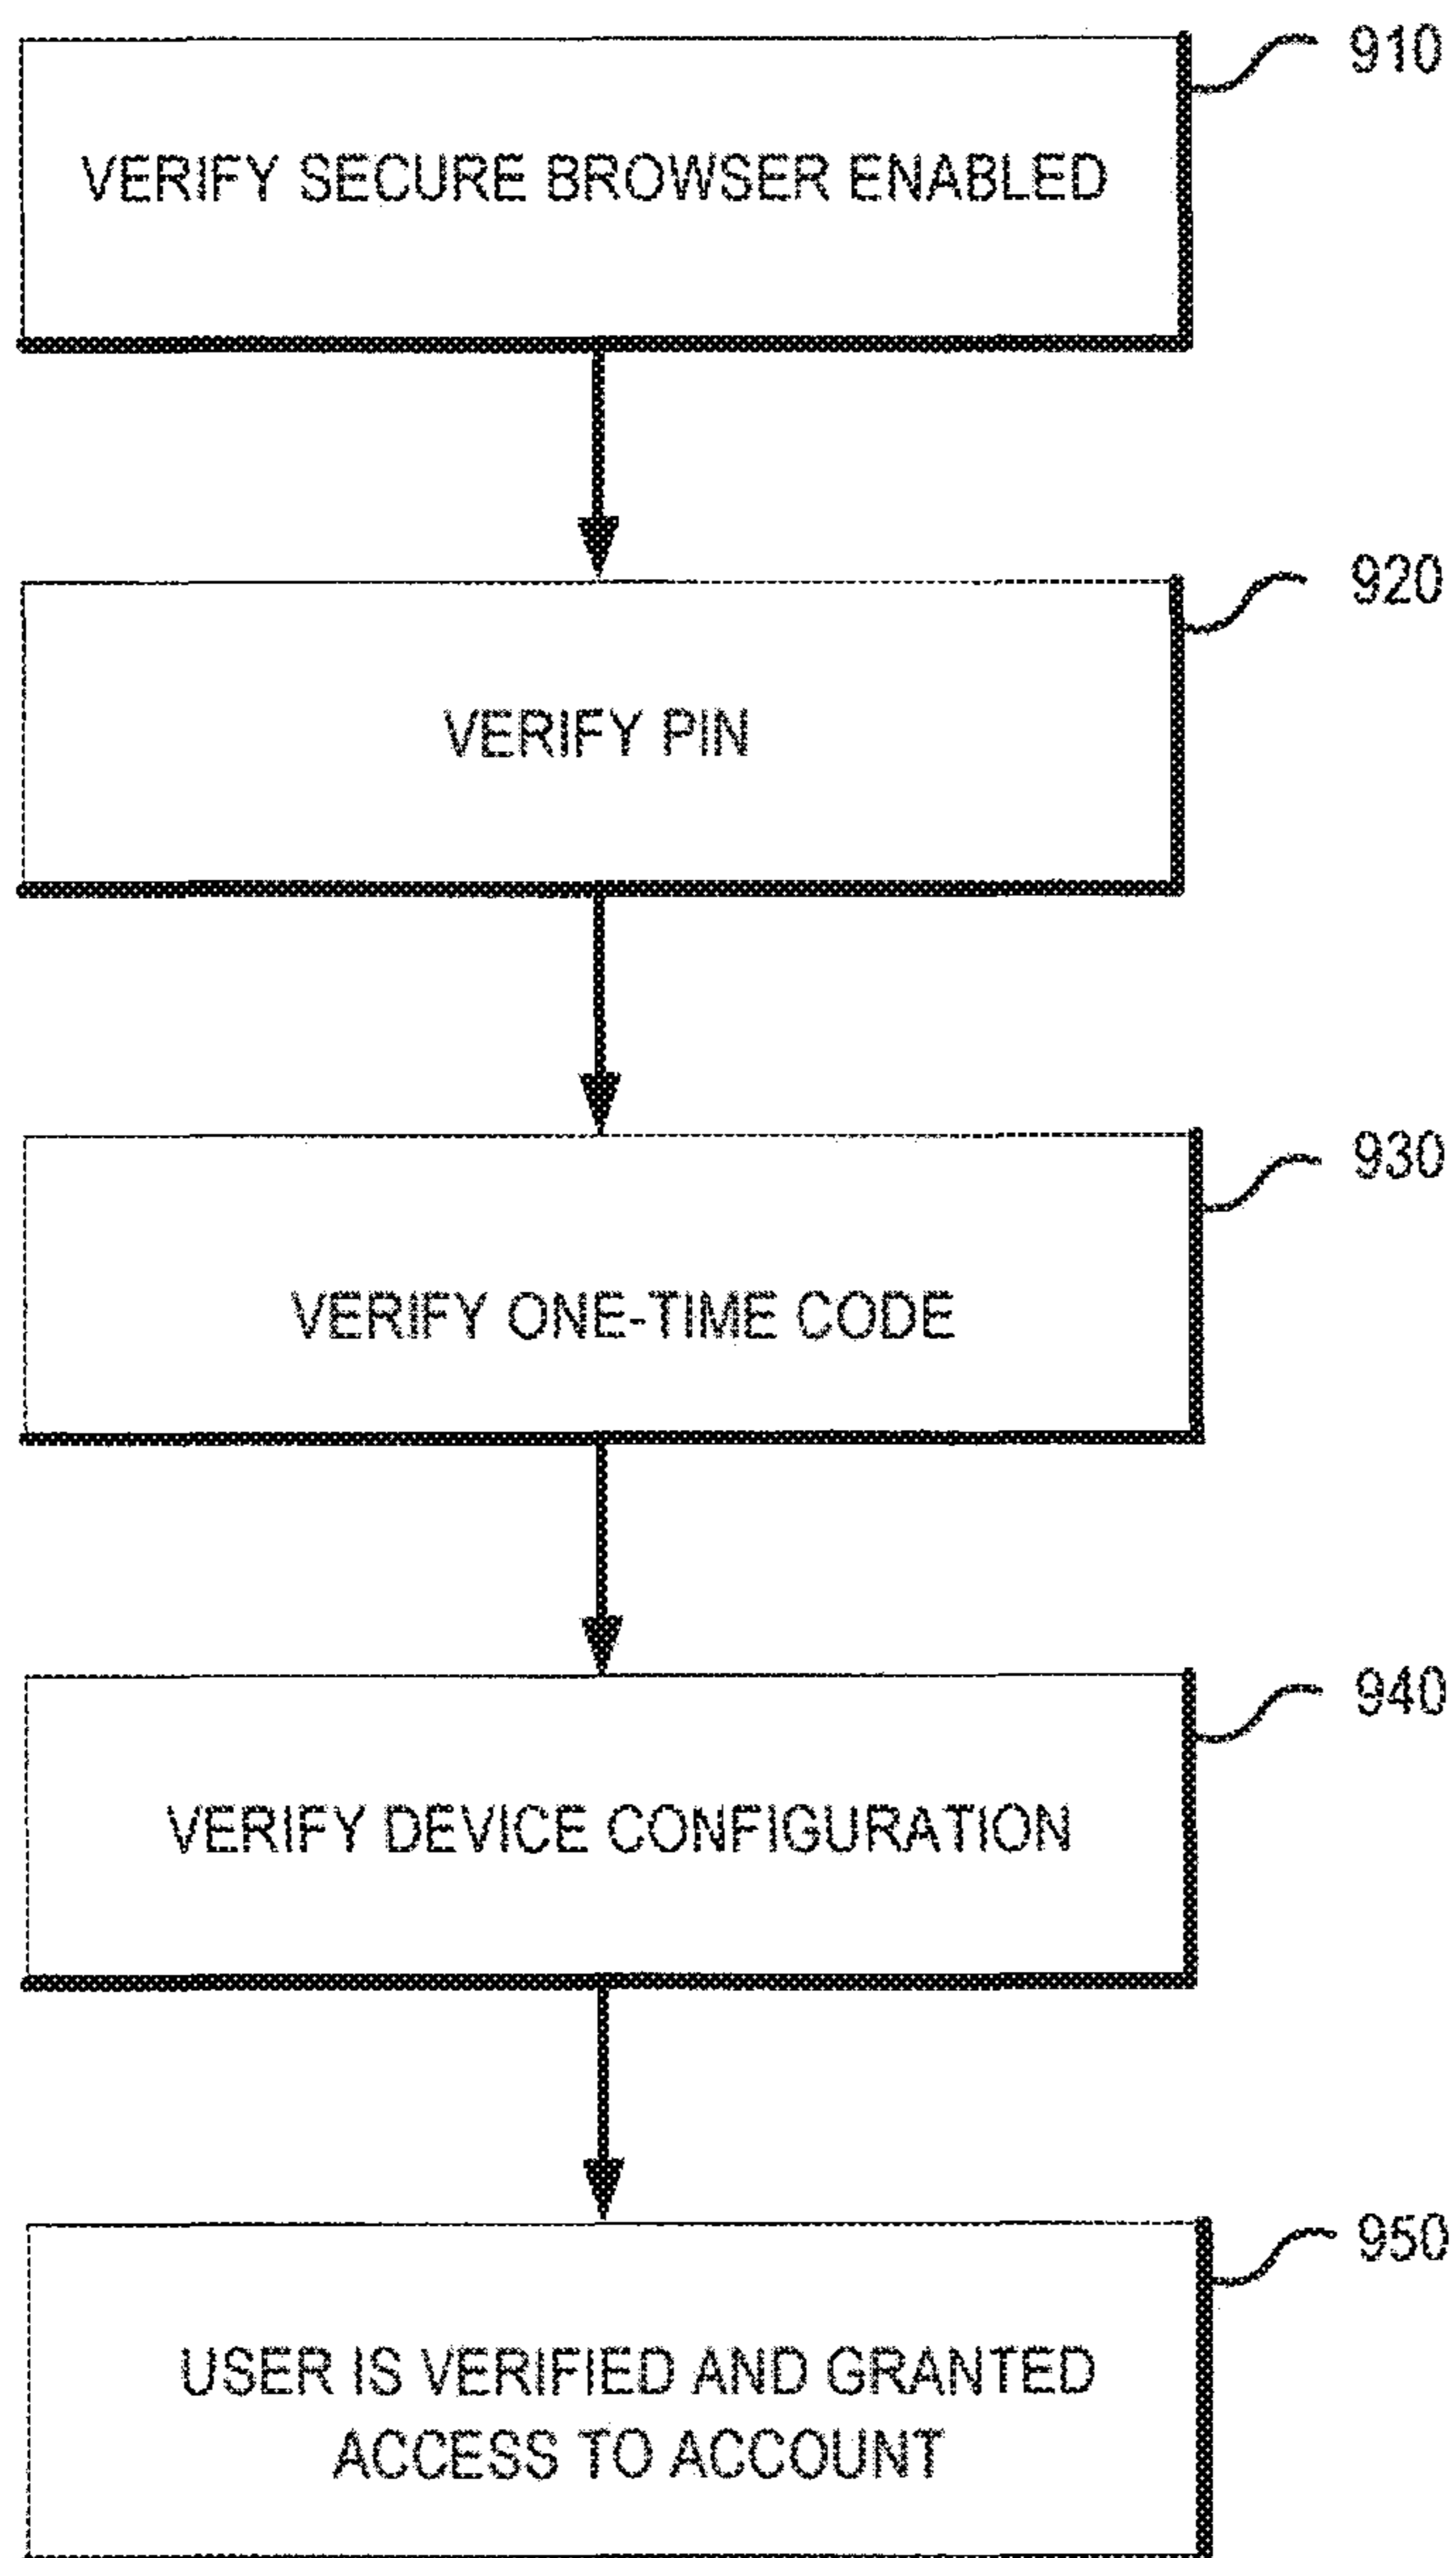 910
VERIFY SECURE BROWSER ENABLED
920
VERIFY PIN
930
VERIFY ONE-TIME CODE
940
VERIFY DEVICE CONFIGURATION
950
USER IS VERIFIED AND GRANTED
ACCESS TO ACCOUNT